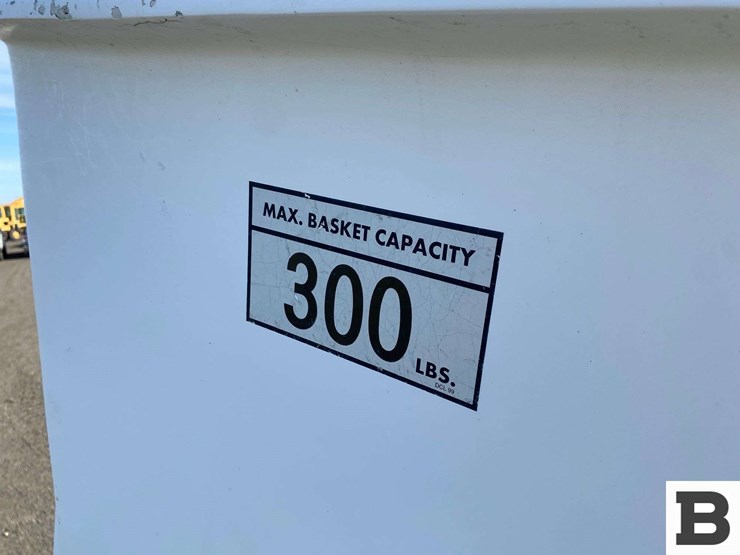 MAX. BASKET CAPACITY
300
LBS.
DCL 99
B